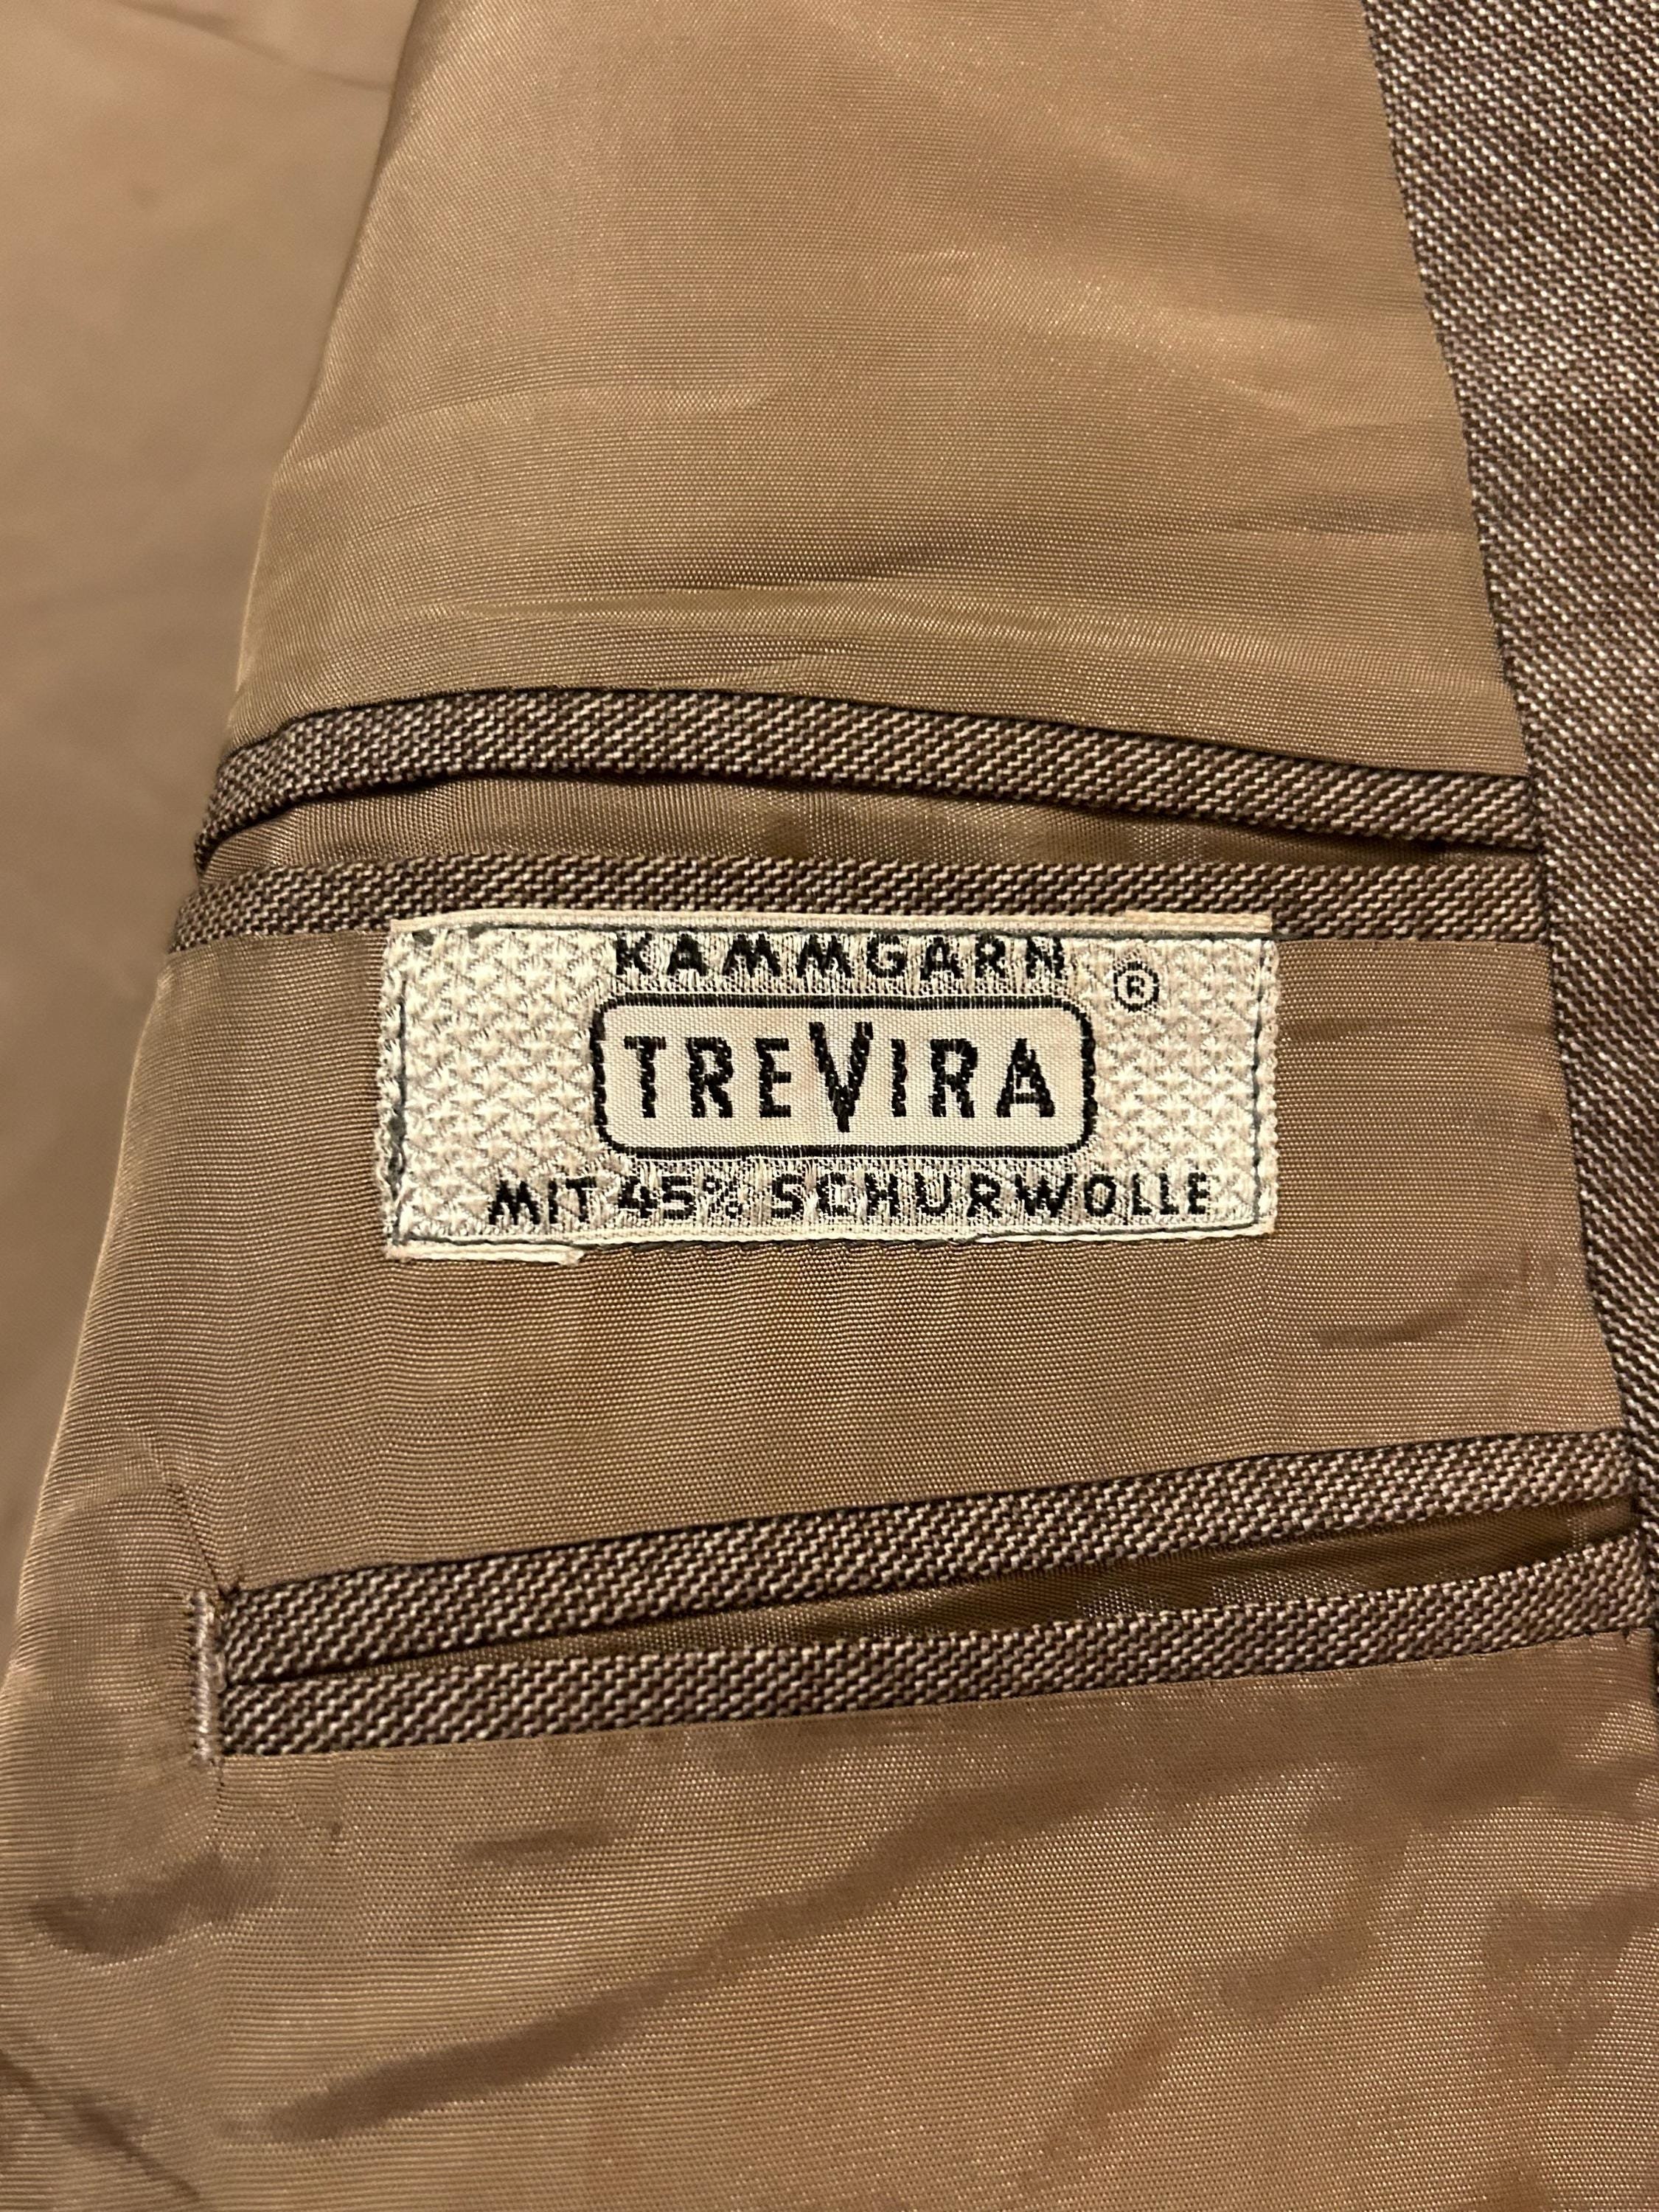 KAMMGARN
®
TREVIRA
MIT 45% SCHURWOLLE